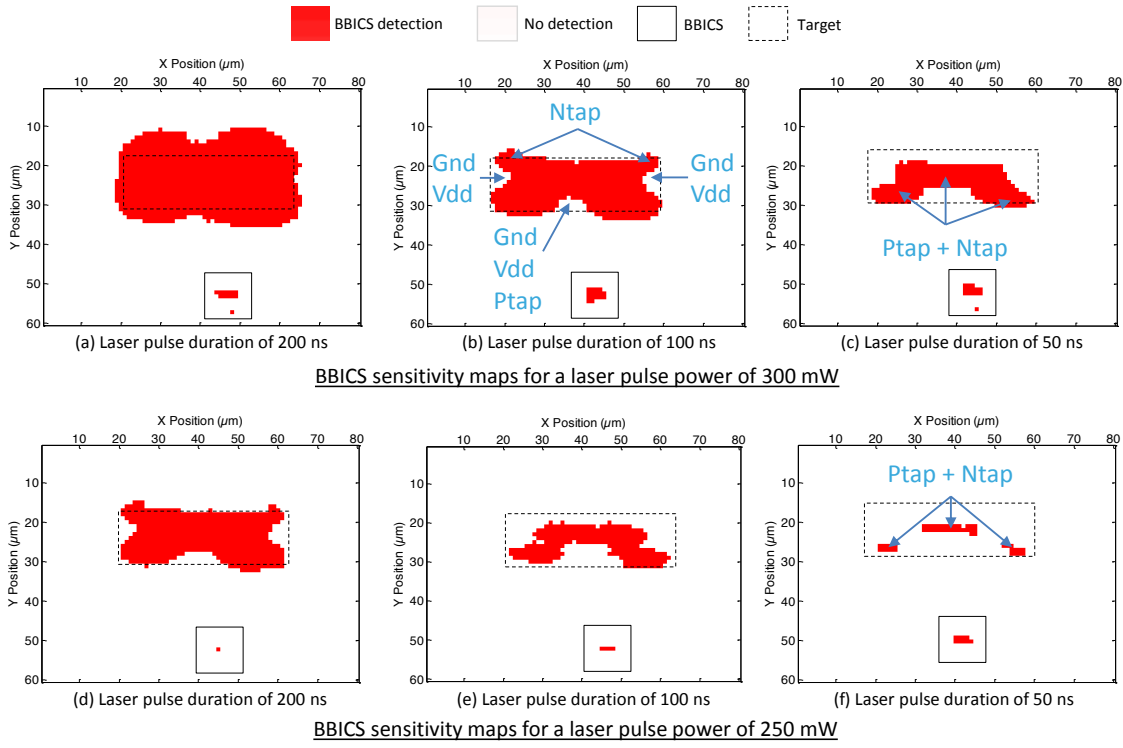 BBICS detection No detection BBICS Target
X Position (µm) X Position (µm) X Position (µm)
10 20 30 40 50 60 70 80 10 20 30 40 50 60 70 80 10 20 30 40 50 60 70 80
Y Position (µm) Y Position (µm) Y Position (µm)
10 10 10
20 20 20
30 30 30
40 40 40
50 50 50
60 60 60
Ntap
Gnd Gnd
Vdd Vdd
Gnd
Vdd
Ptap
Ptap + Ntap
(a) Laser pulse duration of 200 ns (b) Laser pulse duration of 100 ns (c) Laser pulse duration of 50 ns
BBICS sensitivity maps for a laser pulse power of 300 mW
X Position (µm) X Position (µm) X Position (µm)
10 20 30 40 50 60 70 80 10 20 30 40 50 60 70 80 10 20 30 40 50 60 70 80
Y Position (µm) Y Position (µm) Y Position (µm)
10 10 10
20 20 20
30 30 30
40 40 40
50 50 50
60 60 60
Ptap + Ntap
(d) Laser pulse duration of 200 ns (e) Laser pulse duration of 100 ns (f) Laser pulse duration of 50 ns
BBICS sensitivity maps for a laser pulse power of 250 mW